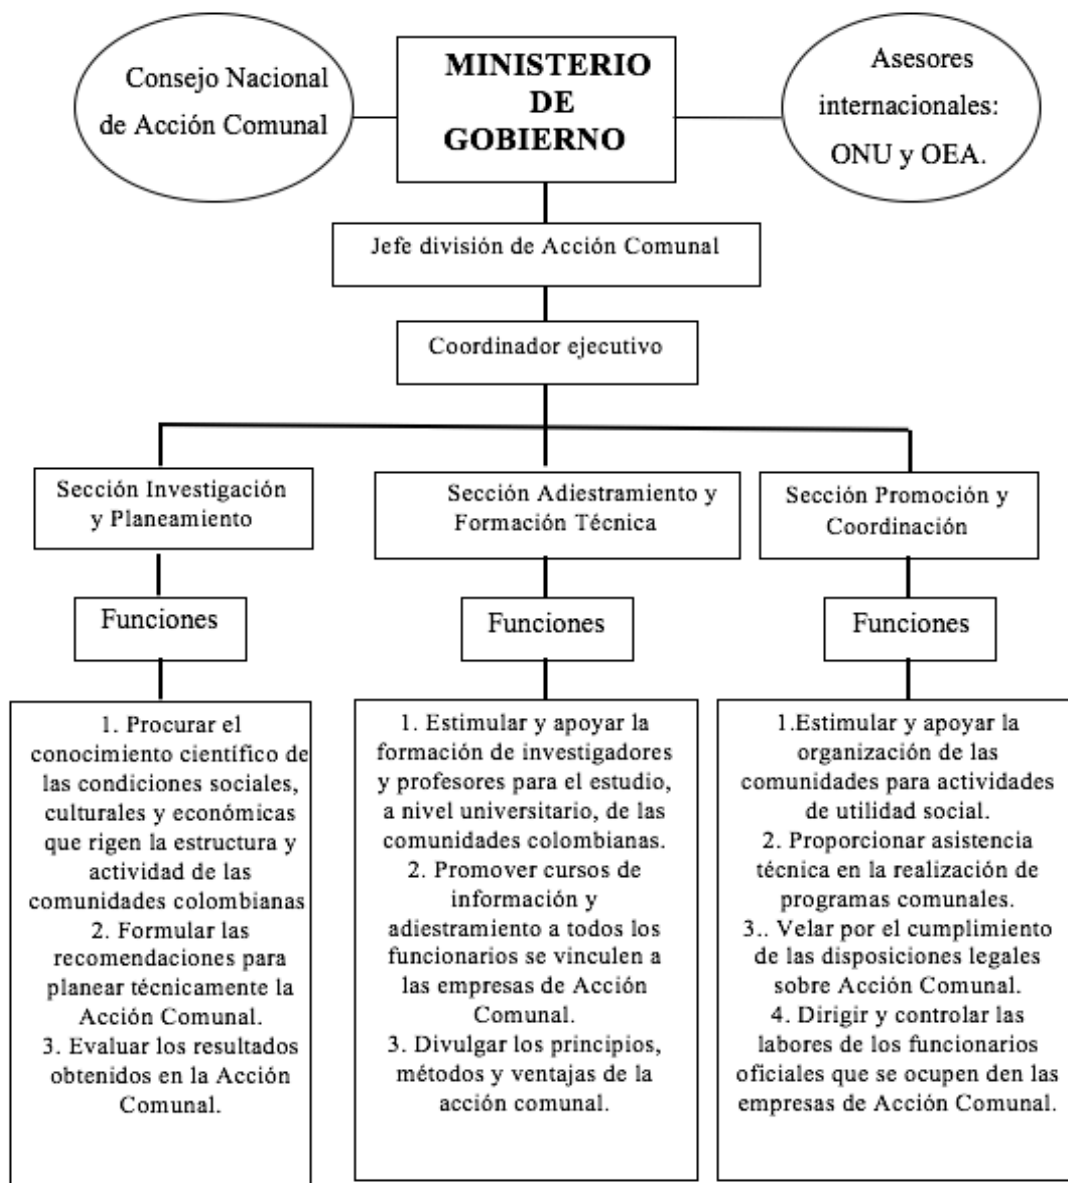 Consejo Nacional
de Acción Comunal
MINISTERIO
DE
GOBIERNO
Asesores
internacionales:
ONU y OEA.
Jefe división de Acción Comunal
Coordinador ejecutivo
Sección Investigación
y Planeamiento
Sección Adiestramiento y
Formación Técnica
Sección Promoción y
Coordinación
Funciones
Funciones
Funciones
1. Procurar el
conocimiento científico de
las condiciones sociales,
culturales y económicas
que rigen la estructura y
actividad de las
comunidades colombianas
2. Formular las
recomendaciones para
planear técnicamente la
Acción Comunal.
3. Evaluar los resultados
obtenidos en la Acción
Comunal.
1. Estimular y apoyar la
formación de investigadores
y profesores para el estudio,
a nivel universitario, de las
comunidades colombianas.
2. Promover cursos de
información y
adiestramiento a todos los
funcionarios se vinculen a
las empresas de Acción
Comunal.
3. Divulgar los principios,
métodos y ventajas de la
acción comunal.
1.Estimular y apoyar la
organización de las
comunidades para actividades
de utilidad social.
2. Proporcionar asistencia
técnica en la realización de
programas comunales.
3.. Velar por el cumplimiento
de las disposiciones legales
sobre Acción Comunal.
4. Dirigir y controlar las
labores de los funcionarios
oficiales que se ocupen den las
empresas de Acción Comunal.